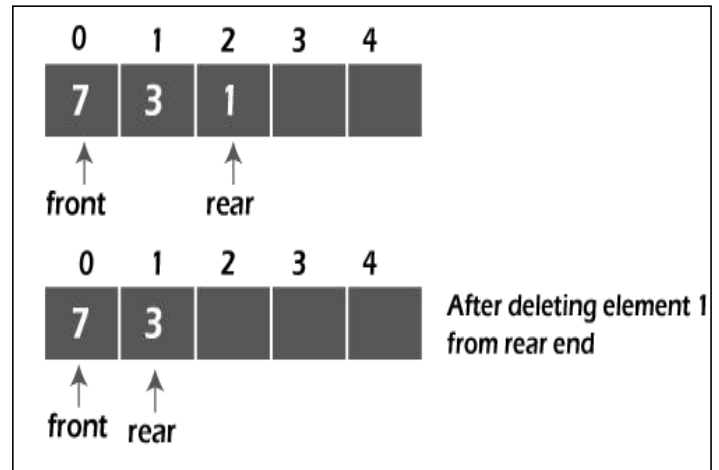 0 1 2 3 4
7 3 1
front rear
0 1 2 3 4
7 3
After deleting element 1
from rear end
front rear